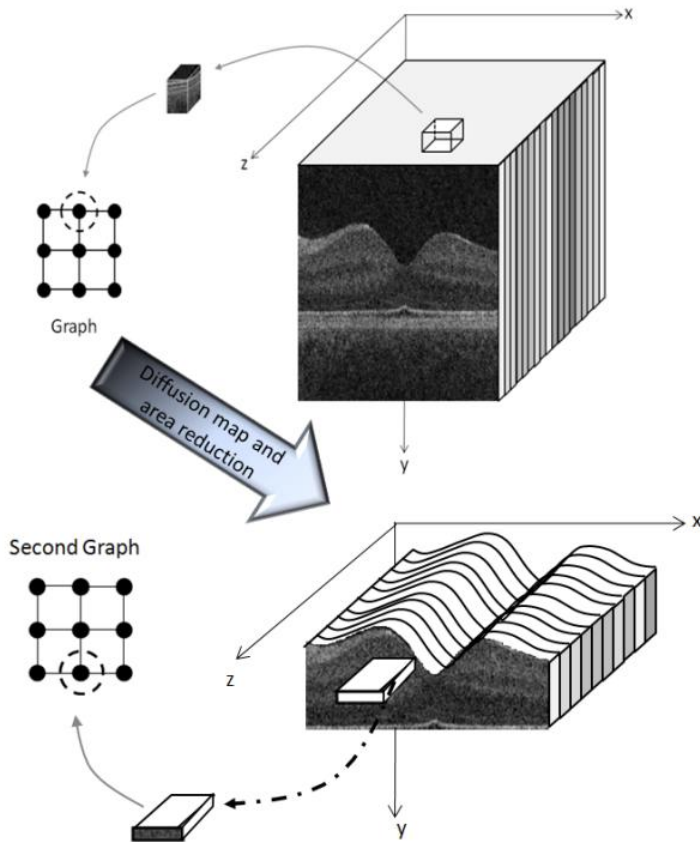 x
z
Graph
Diffusion map and
area reduction
y
Second Graph
x
z
y